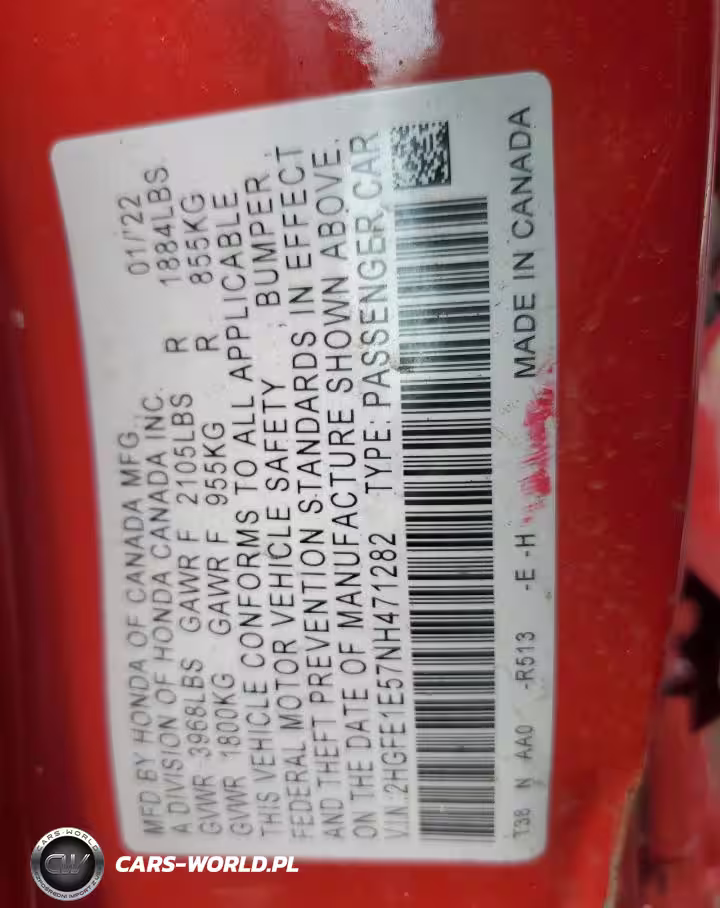 MFD BY HONDA OF CANADA MFG., 01/'22
A DIVISION OF HONDA CANADA INC.
GVWR 3968LBS GAWR F 2105LBS R 1884LBS
GVWR 1800KG GAWR F 955KG R 855KG
THIS VEHICLE CONFORMS TO ALL APPLICABLE
FEDERAL MOTOR VEHICLE SAFETY, BUMPER,
AND THEFT PREVENTION STANDARDS IN EFFECT
ON THE DATE OF MANUFACTURE SHOWN ABOVE.
V.I.N.:2HGFE1E57NH471282 TYPE: PASSENGER CAR
T38 N AA0 -R513 -E -H MADE IN CANADA
CARS-WORLD
CW
CARS-WORLD.PL